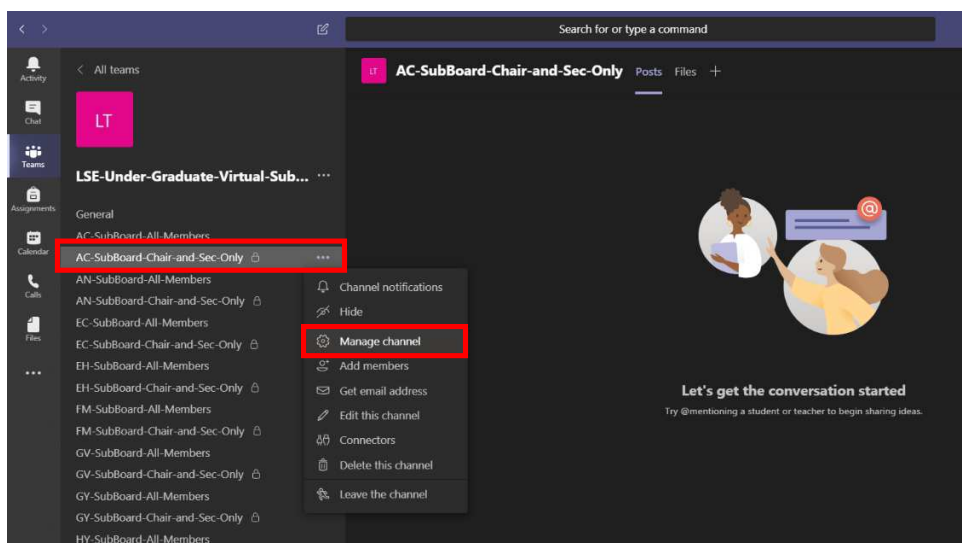 Search for or type a command
Activity
Chat
Teams
Assignments
Calendar
Calls
Files
All teams
LT
LSE-Under-Graduate-Virtual-Sub...
General
AC-SubBoard-All-Members
AC-SubBoard-Chair-and-Sec-Only
AN-SubBoard-All-Members
AN-SubBoard-Chair-and-Sec-Only
EC-SubBoard-All-Members
EC-SubBoard-Chair-and-Sec-Only
EH-SubBoard-All-Members
EH-SubBoard-Chair-and-Sec-Only
FM-SubBoard-All-Members
FM-SubBoard-Chair-and-Sec-Only
GV-SubBoard-All-Members
GV-SubBoard-Chair-and-Sec-Only
GY-SubBoard-All-Members
GY-SubBoard-Chair-and-Sec-Only
HY-SubBoard-All-Members
Channel notifications
Hide
Manage channel
Add members
Get email address
Edit this channel
Connectors
Delete this channel
Leave the channel
LT AC-SubBoard-Chair-and-Sec-Only Posts Files +
@
Let's get the conversation started
Try @mentioning a student or teacher to begin sharing ideas.